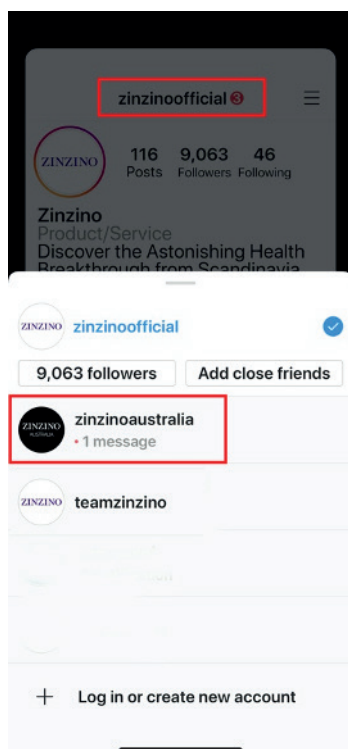 zinzinoofficial 3
ZINZINO
116 9,063 46
Posts Followers Following
Zinzino
Product/Service
Discover the Astonishing Health
Breakthrough from Scandinavia
ZINZINO zinzinoofficial
9,063 followers Add close friends
ZINZINO
AUSTRALIA
zinzinoaustralia
• 1 message
ZINZINO teamzinzino
+ Log in or create new account